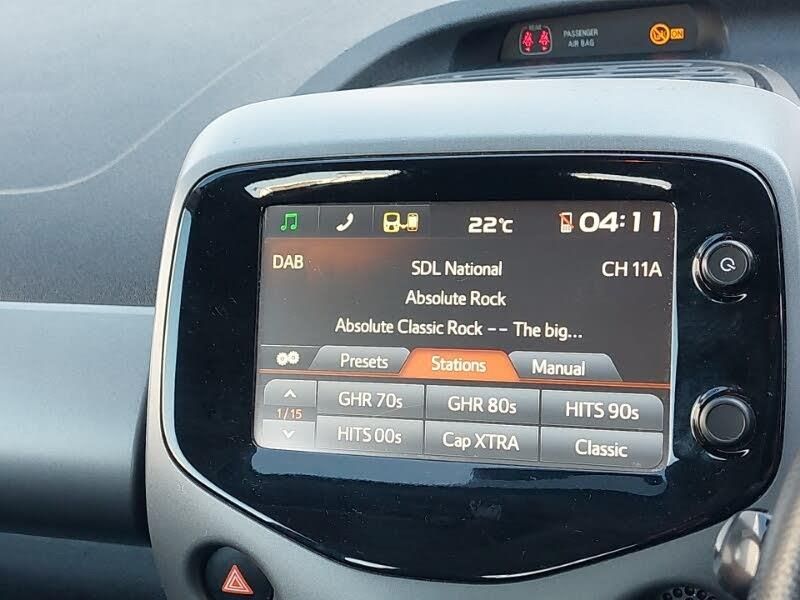 REAR
PASSENGER
AIR BAG
ON
22°C
04:11
DAB
SDL National
CH 11A
Absolute Rock
Absolute Classic Rock -- The big...
Presets
Stations
Manual
1/15
GHR 70s
GHR 80s
HITS 90s
HITS 00s
Cap XTRA
Classic